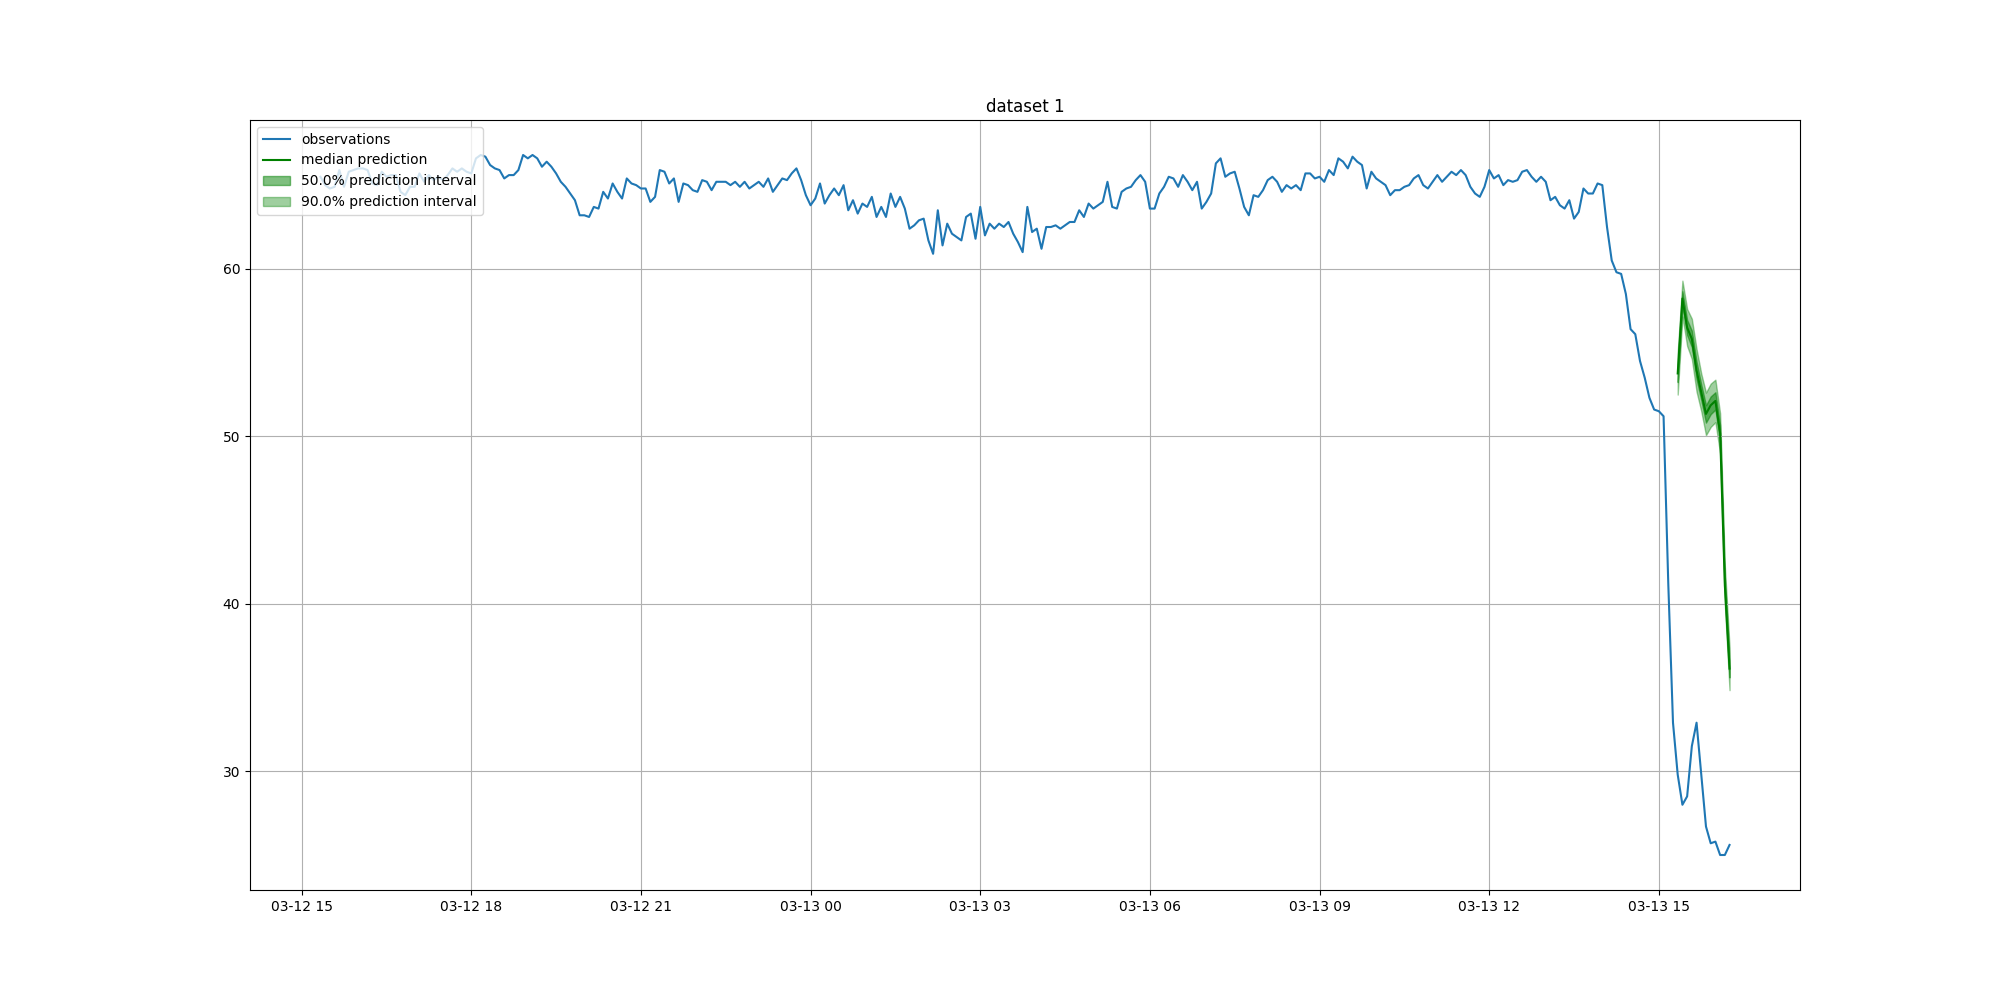 dataset 1
observations
median prediction
50.0% prediction interval
90.0% prediction interval
60
50
40
30
03-12 15 03-12 18 03-12 21 03-13 00 03-13 03 03-13 06 03-13 09 03-13 12 03-13 15